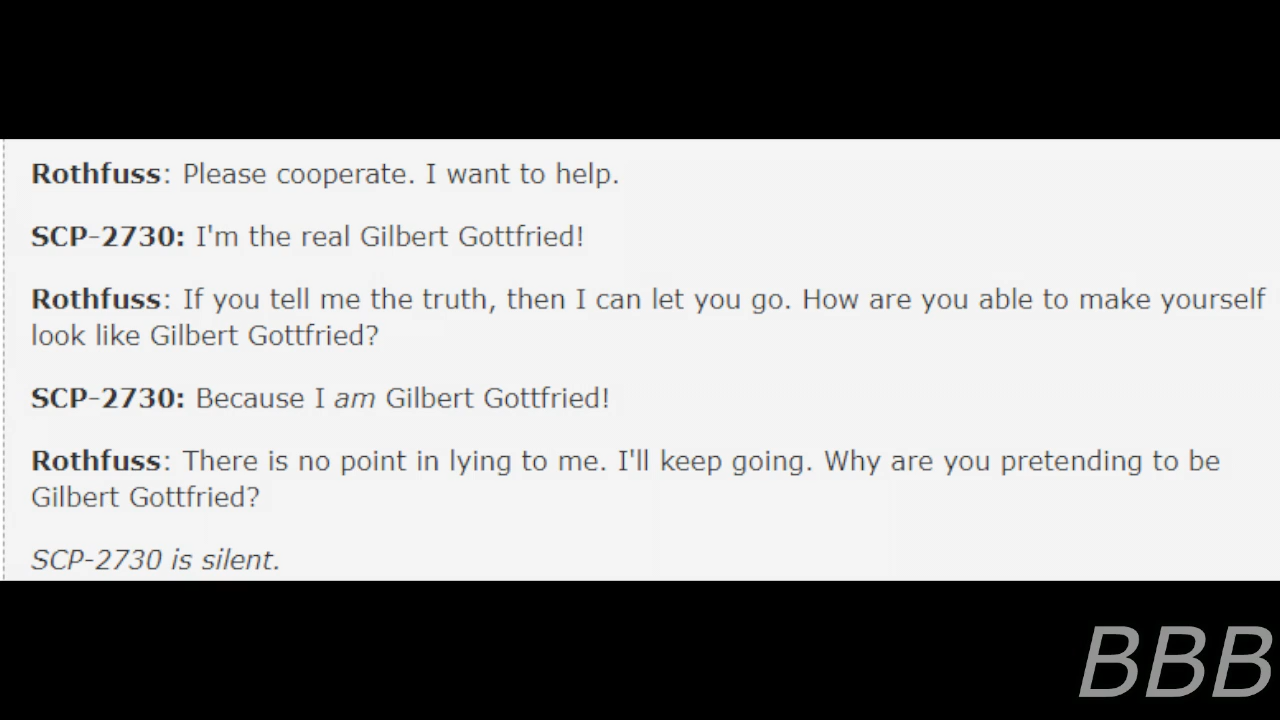 Rothfuss: Please cooperate. I want to help.
SCP-2730: I'm the real Gilbert Gottfried!
Rothfuss: If you tell me the truth, then I can let you go. How are you able to make yourself
look like Gilbert Gottfried?
SCP-2730: Because I am Gilbert Gottfried!
Rothfuss: There is no point in lying to me. I'll keep going. Why are you pretending to be
Gilbert Gottfried?
SCP-2730 is silent.
BBB